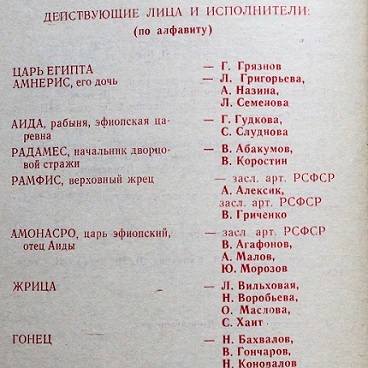 ДЕЙСТВУЮЩИЕ ЛИЦА И ИСПОЛНИТЕЛИ:
(по алфавиту)
ЦАРЬ ЕГИПТА — Г. Грязнов
АМНЕРИС, его дочь — Л. Григорьева,
А. Назина,
Л. Семенова
АИДА, рабыня, эфиопская ца- — Г. Гудкова,
ревна С. Слуднова
РАДАМЕС, начальник дворцо- — В. Абакумов,
вой стражи В. Коростин
РАМФИС, верховный жрец — засл. арт. РСФСР
А. Алексик,
засл. арт. РСФСР
В. Гриченко
АМОНАСРО, царь эфиопский, — засл. арт. РСФСР
отец Аиды В. Агафонов,
А. Малов,
Ю. Морозов
ЖРИЦА — Л. Вильховая,
Н. Воробьева,
О. Маслова,
С. Хаит
ГОНЕЦ — Н. Бахвалов,
В. Гончаров,
Н. Коновалов